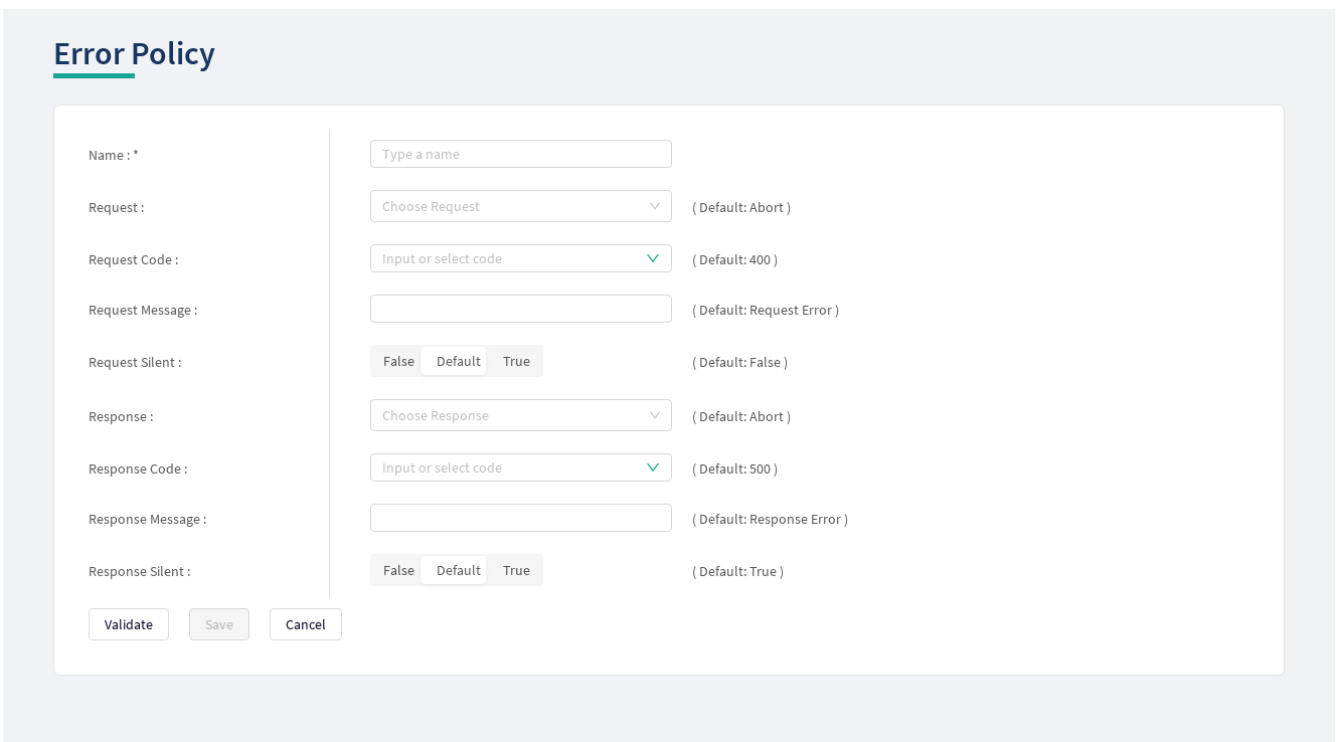 Error Policy
Name : * Type a name
Request : Choose Request ( Default: Abort )
Request Code : Input or select code ( Default: 400 )
Request Message : ( Default: Request Error )
Request Silent : False Default True ( Default: False )
Response : Choose Response ( Default: Abort )
Response Code : Input or select code ( Default: 500 )
Response Message : ( Default: Response Error )
Response Silent : False Default True ( Default: True )
Validate Save Cancel